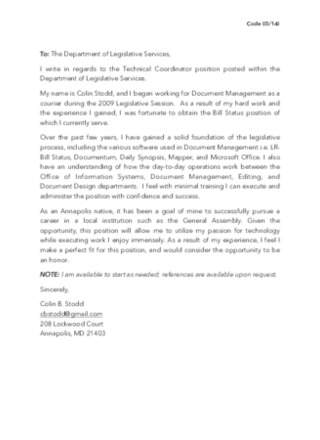 Code (IS/14)
To: The Department of Legislative Services,
I write in regards to the Technical Coordinator position posted within the
Department of Legislative Services.
My name is Colin Stodd, and I began working for Document Management as a
courier during the 2009 Legislative Session. As a result of my hard work and
the experience I gained, I was fortunate to obtain the Bill Status position of
which I currently serve.
Over the past few years, I have gained a solid foundation of the legislative
process, including the various software used in Document Management i.e. LR-
Bill Status, Documentum, Daily Synopsis, Mapper, and Microsoft Office. I also
have an understanding of how the day-to-day operations work between the
Office of Information Systems, Document Management, Editing, and
Document Design departments. I feel with minimal training I can execute and
administer the position with confidence and success.
As an Annapolis native, it has been a goal of mine to successfully pursue a
career in a local institution such as the General Assembly. Given the
opportunity, this position will allow me to utilize my passion for technology
while executing work I enjoy immensely. As a result of my experience, I feel I
make a perfect fit for this position, and would consider the opportunity to be
an honor.
NOTE: I am available to start as needed; references are available upon request.
Sincerely,
Colin B. Stodd
cbstodd@gmail.com
208 Lockwood Court
Annapolis, MD 21403